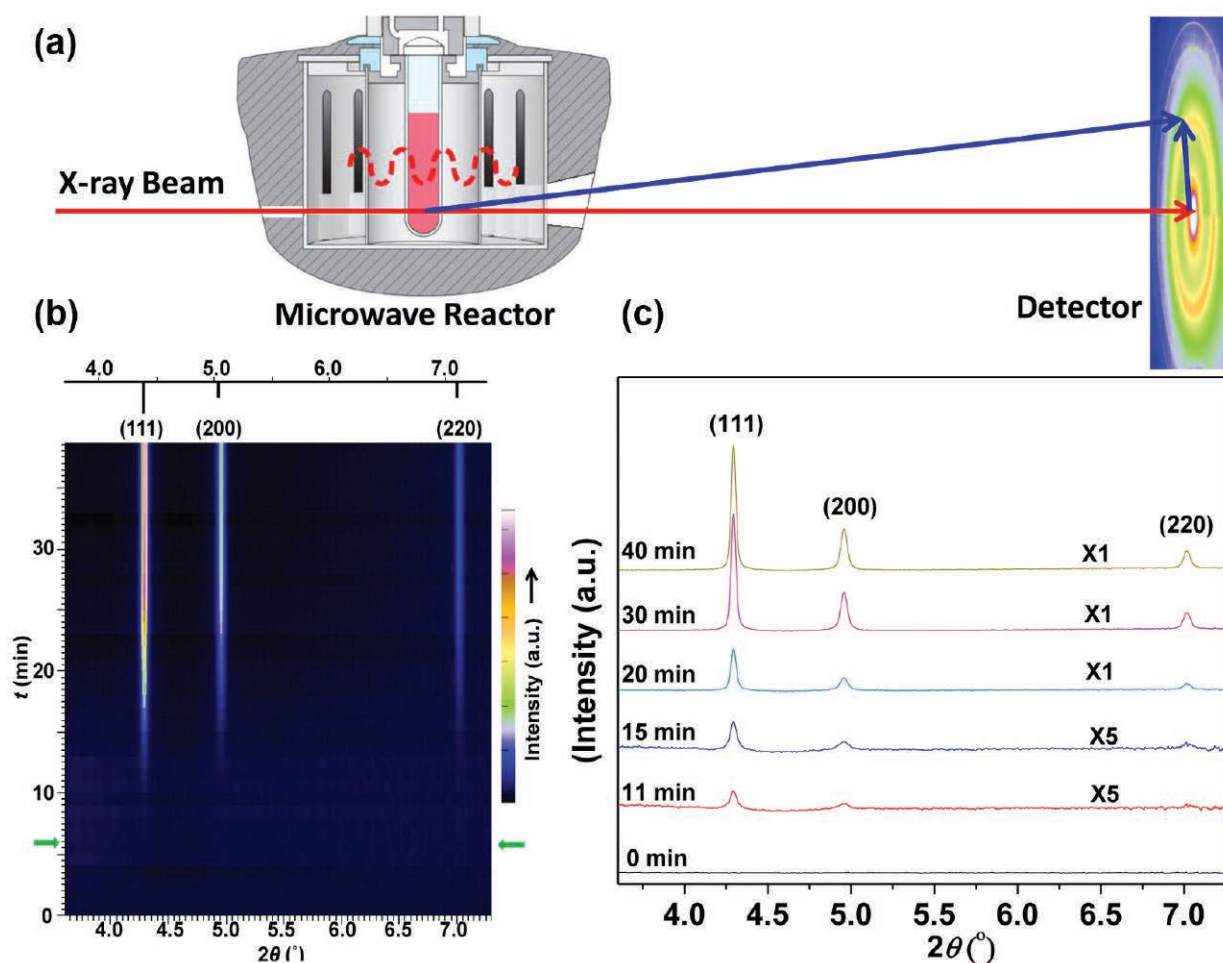 (a)
X-ray Beam
Microwave Reactor
Detector
(b)
4.0 5.0 6.0 7.0
(111) (200) (220)
30
20
10
0
t (min)
4.0 4.5 5.0 5.5 6.0 6.5 7.0
2θ (°)
Intensity (a.u.)
(c)
(111)
(200)
(220)
40 min X1
30 min X1
20 min X1
15 min X5
11 min X5
0 min
(Intensity (a.u.)
4.0 4.5 5.0 5.5 6.0 6.5 7.0
2θ (°)